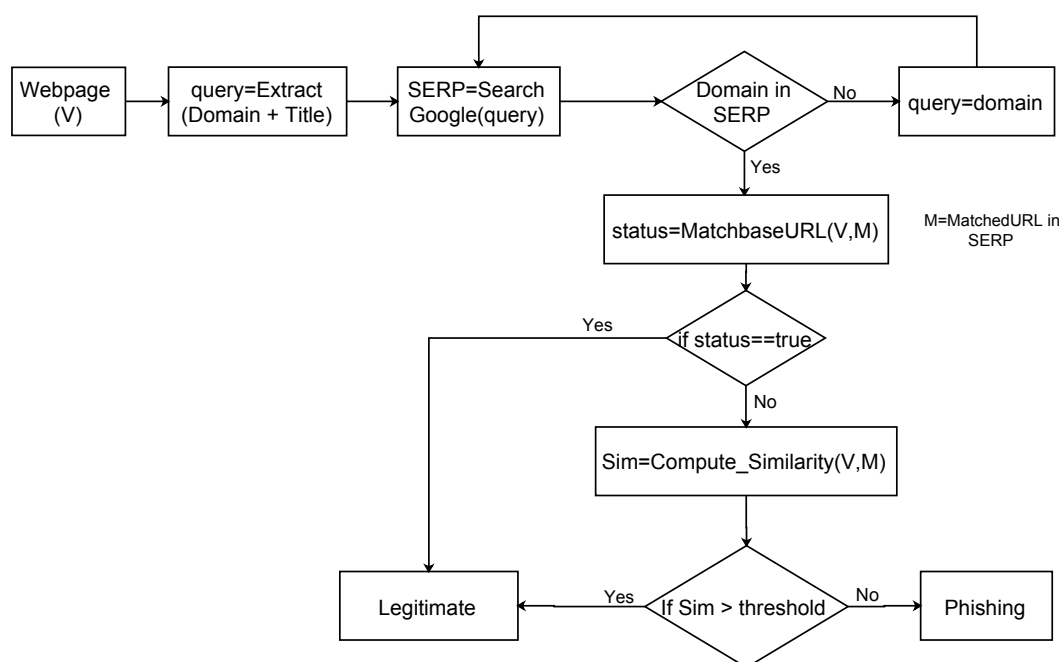 Webpage
(V)
query=Extract
(Domain + Title)
SERP=Search
Google(query)
Domain in
SERP
No
query=domain
Yes
status=MatchbaseURL(V,M)
M=MatchedURL in
SERP
Yes
if status==true
No
Sim=Compute_Similarity(V,M)
Legitimate
Yes
If Sim > threshold
No
Phishing